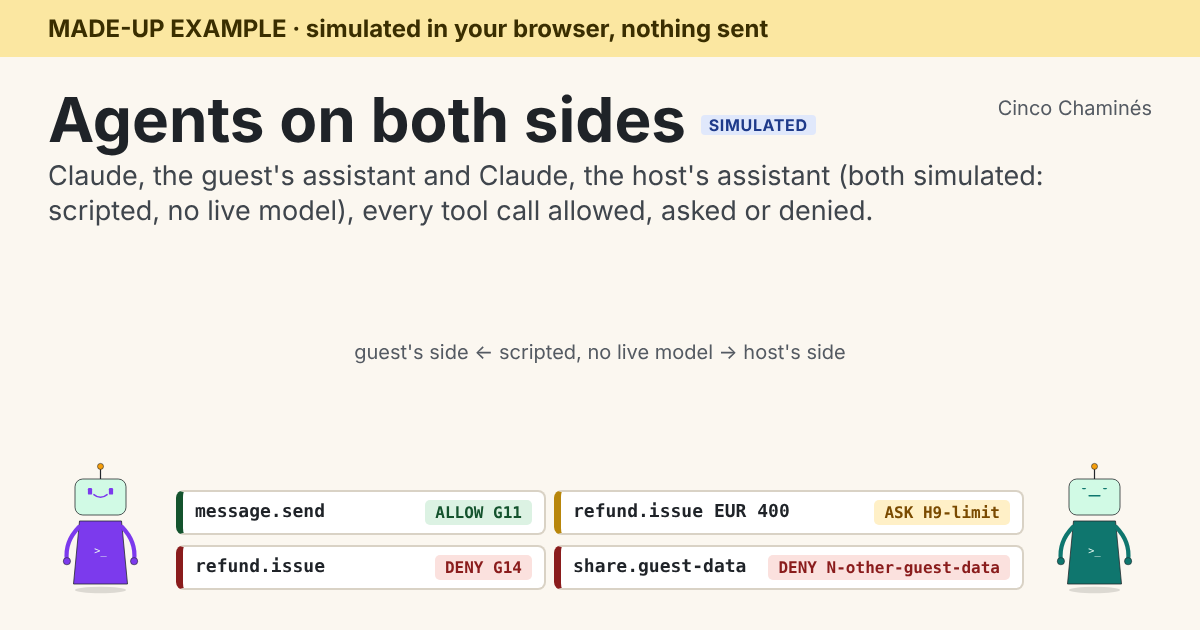 MADE-UP EXAMPLE · simulated in your browser, nothing sent
Agents on both sides SIMULATED
Cinco Chaminés
Claude, the guest's assistant and Claude, the host's assistant (both simulated:
scripted, no live model), every tool call allowed, asked or denied.
guest's side ← scripted, no live model → host's side
message.send ALLOW G11
refund.issue EUR 400 ASK H9-limit
refund.issue DENY G14
share.guest-data DENY N-other-guest-data
>_
>_